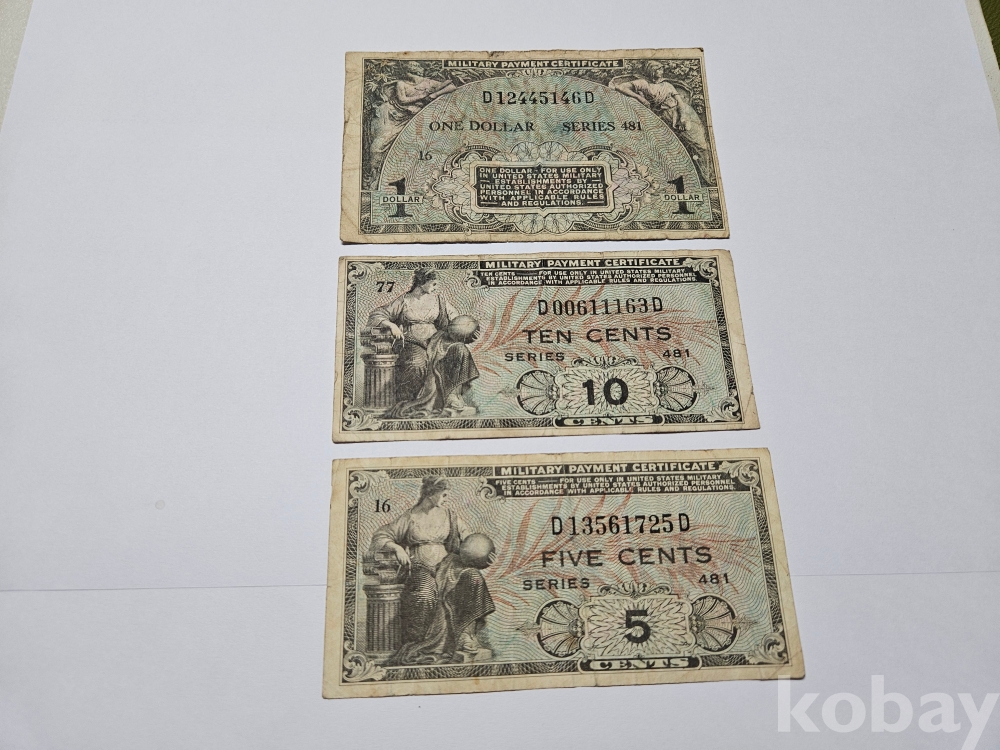 MILITARY PAYMENT CERTIFICATE
D12445146D
ONE DOLLAR SERIES 481
16
ONE DOLLAR - FOR USE ONLY
IN UNITED STATES MILITARY
— ESTABLISHMENTS BY —
UNITED STATES AUTHORIZED
PERSONNEL IN ACCORDANCE
WITH APPLICABLE RULES
— AND REGULATIONS. —
1 DOLLAR
1 DOLLAR
MILITARY PAYMENT CERTIFICATE
TEN CENTS — FOR USE ONLY IN UNITED STATES MILITARY
ESTABLISHMENTS BY UNITED STATES AUTHORIZED PERSONNEL
IN ACCORDANCE WITH APPLICABLE RULES AND REGULATIONS.
77
D00611163D
TEN CENTS
SERIES 481
10
CENTS
MILITARY PAYMENT CERTIFICATE
FIVE CENTS — FOR USE ONLY IN UNITED STATES MILITARY
ESTABLISHMENTS BY UNITED STATES AUTHORIZED PERSONNEL
IN ACCORDANCE WITH APPLICABLE RULES AND REGULATIONS.
16
D13561725D
FIVE CENTS
SERIES 481
5
CENTS
kobay